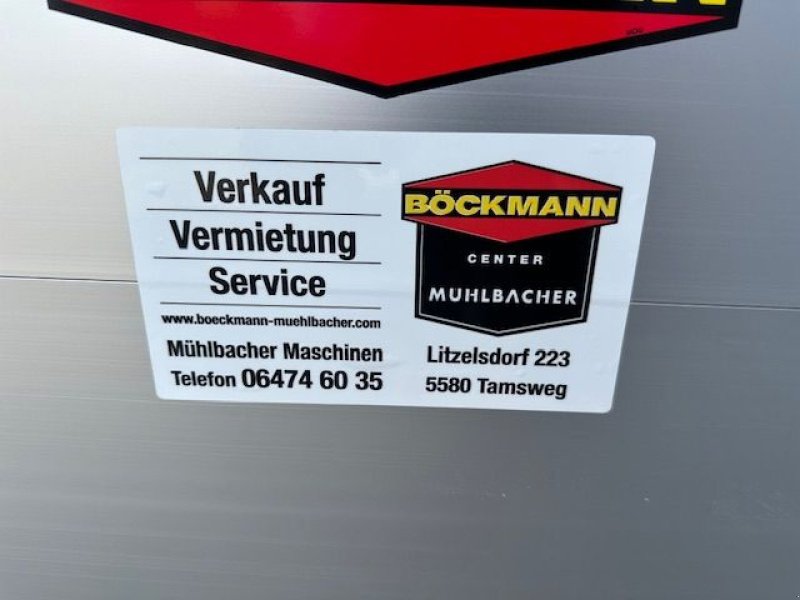 Verkauf
Vermietung
Service
www.boeckmann-muehlbacher.com
Mühlbacher Maschinen
Telefon 06474 60 35
BÖCKMANN
CENTER
MUHLBACHER
Litzelsdorf 223
5580 Tamsweg